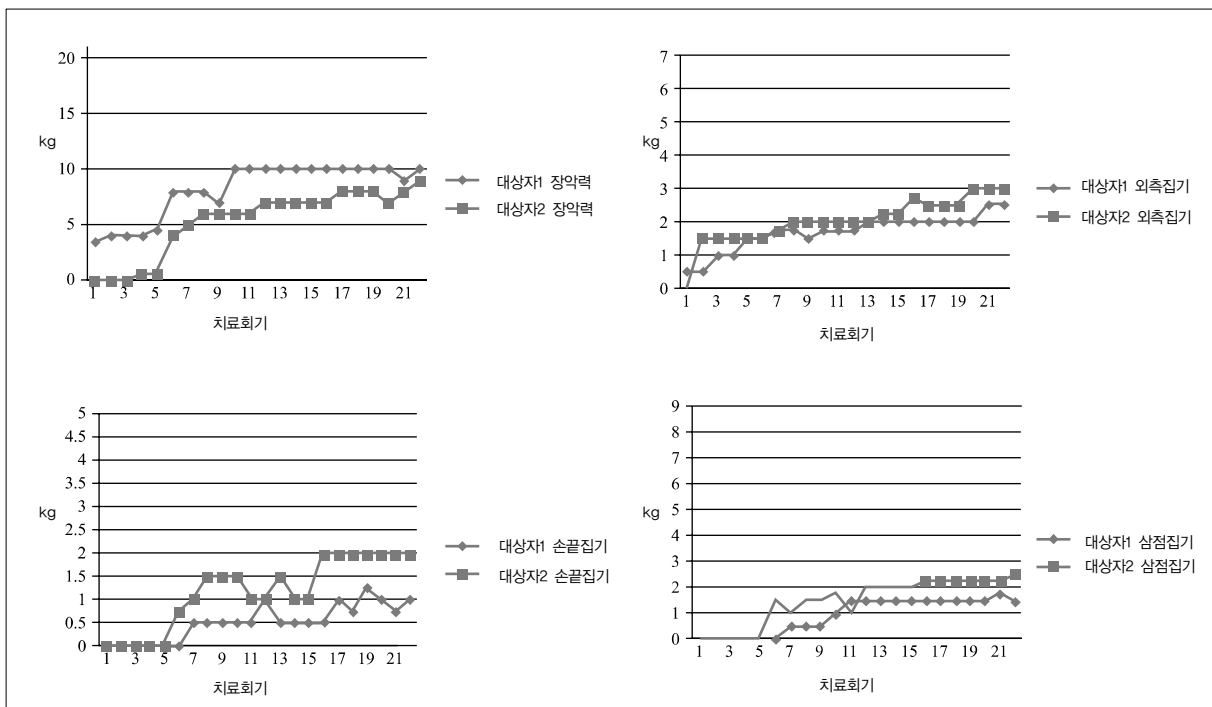 20
15
kg
10
5
0
1 3 5 7 9 11 13 15 17 19 21
치료회기
대상자1 장악력
대상자2 장악력
7
6
5
kg
4
3
2
1
0
1 3 5 7 9 11 13 15 17 19 21
치료회기
대상자1 외측집기
대상자2 외측집기
5
4.5
4
3.5
3
kg
2.5
2
1.5
1
0.5
0
1 3 5 7 9 11 13 15 17 19 21
치료회기
대상자1 손끝집기
대상자2 손끝집기
9
8
7
6
5
kg
4
3
2
1
0
1 3 5 7 9 11 13 15 17 19 21
치료회기
대상자1 삼점집기
대상자2 삼점집기